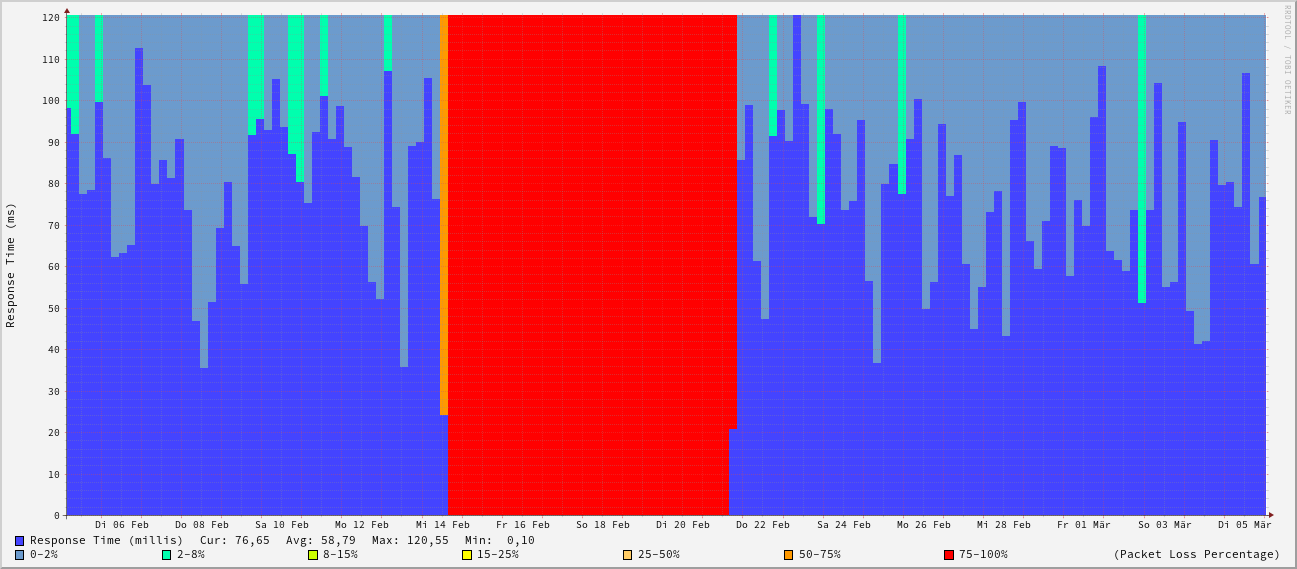 RRDTOOL / TOBI OETIKER
Response Time (ms)
120
110
100
90
80
70
60
50
40
30
20
10
0
Di 06 Feb Do 08 Feb Sa 10 Feb Mo 12 Feb Mi 14 Feb Fr 16 Feb So 18 Feb Di 20 Feb Do 22 Feb Sa 24 Feb Mo 26 Feb Mi 28 Feb Fr 01 Mär So 03 Mär Di 05 Mär
Response Time (millis) Cur: 76,65 Avg: 58,79 Max: 120,55 Min: 0,10
0-2% 2-8% 8-15% 15-25% 25-50% 50-75% 75-100% (Packet Loss Percentage)